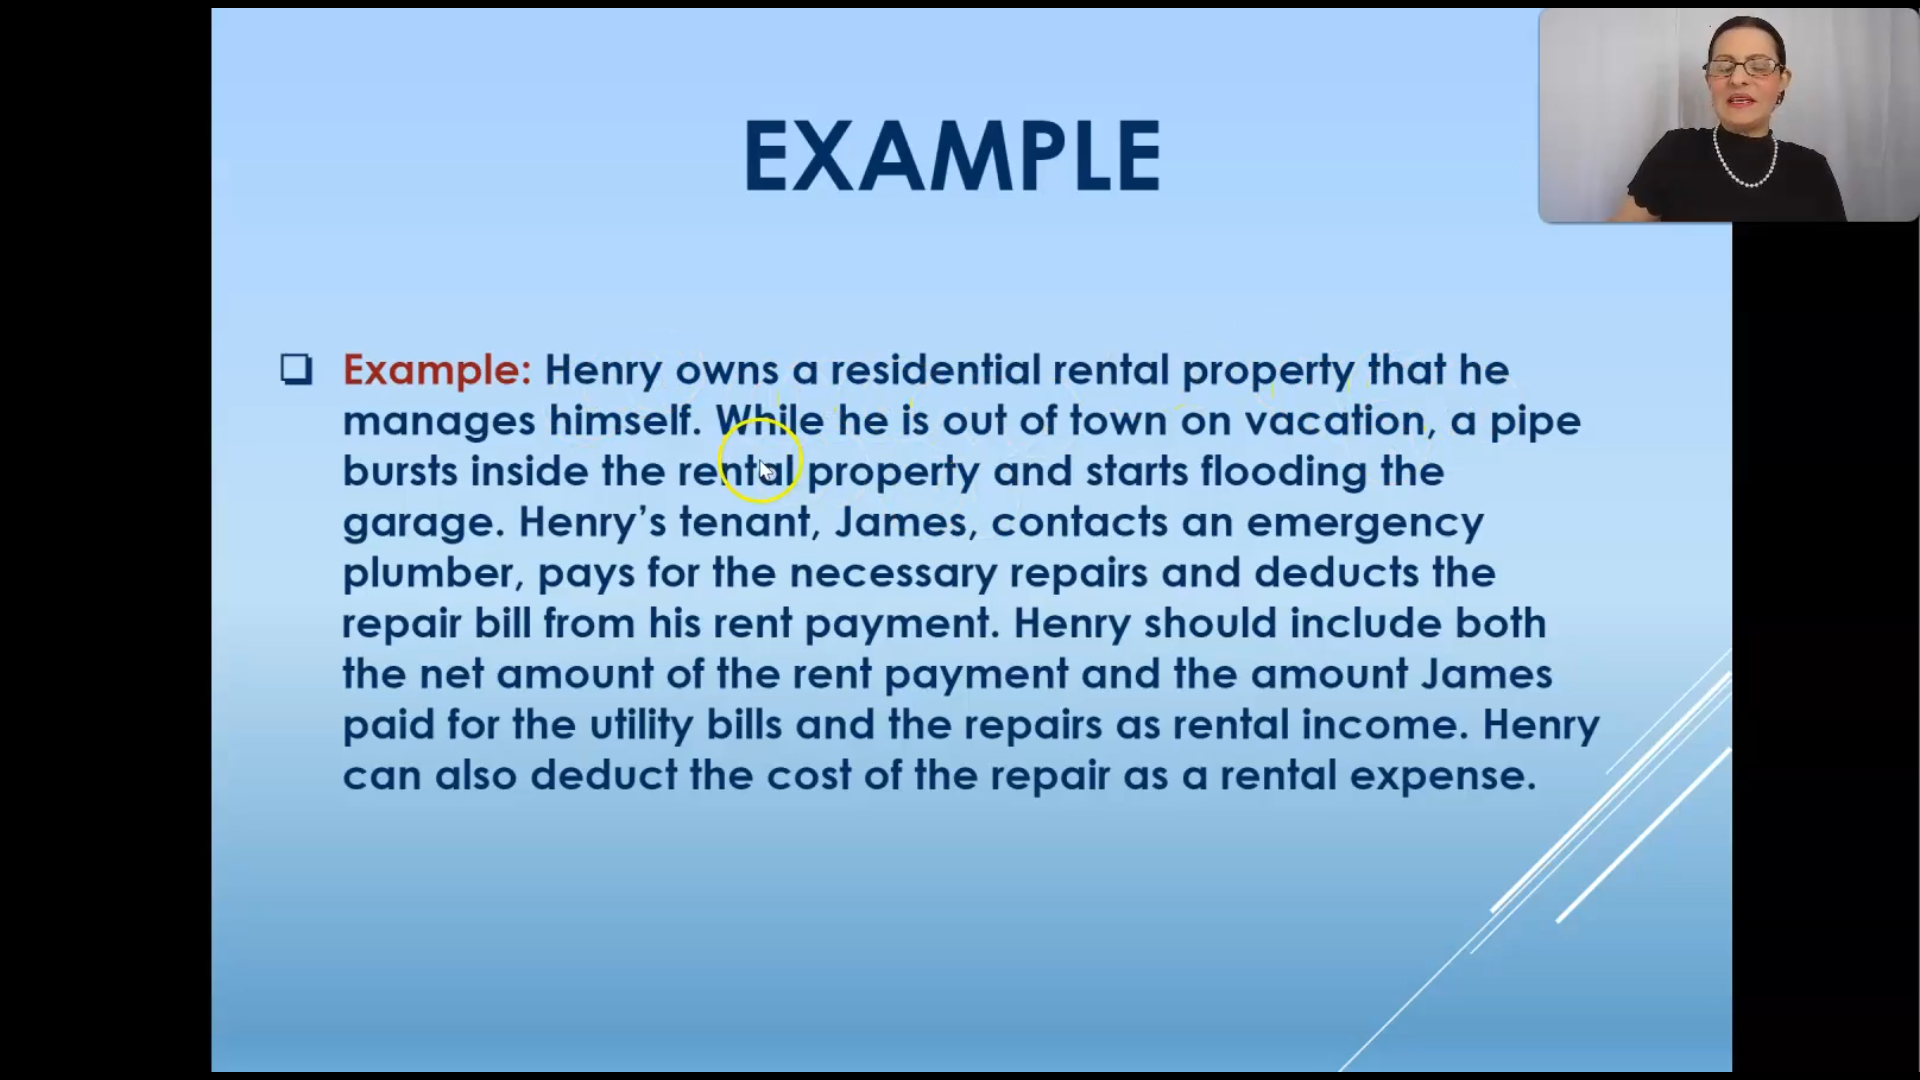 EXAMPLE
Example: Henry owns a residential rental property that he
manages himself. While he is out of town on vacation, a pipe
bursts inside the rental property and starts flooding the
garage. Henry’s tenant, James, contacts an emergency
plumber, pays for the necessary repairs and deducts the
repair bill from his rent payment. Henry should include both
the net amount of the rent payment and the amount James
paid for the utility bills and the repairs as rental income. Henry
can also deduct the cost of the repair as a rental expense.